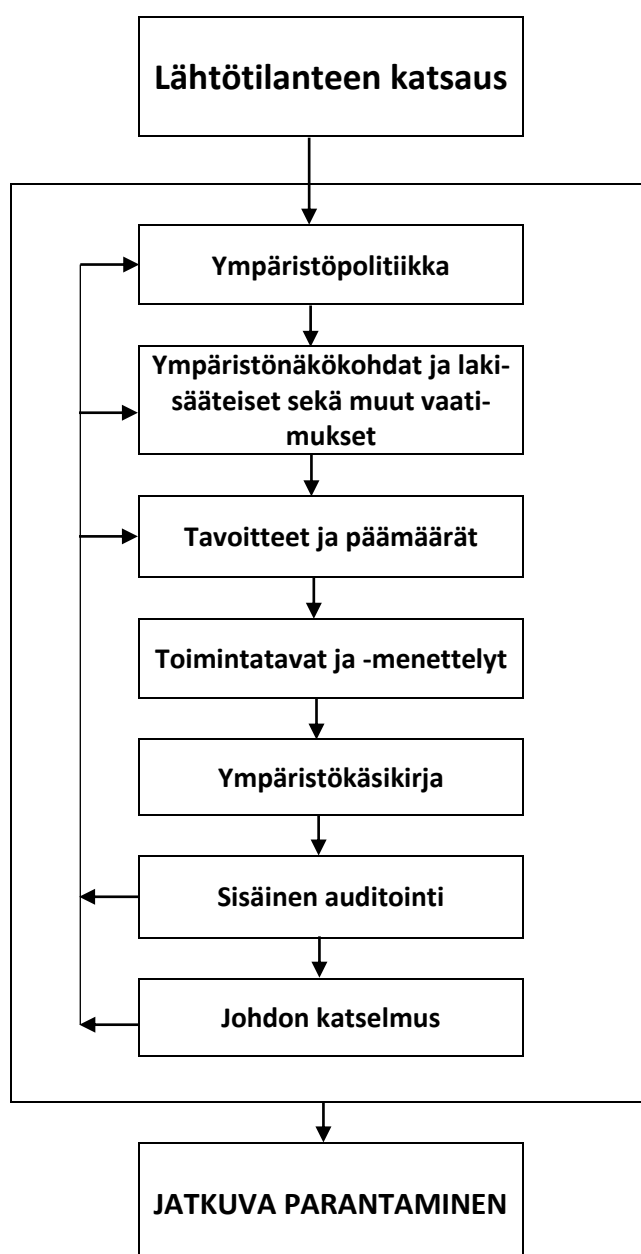 Lähtötilanteen katsaus
Ympäristöpolitiikka
Ympäristönäkökohdat ja laki-
sääteiset sekä muut vaati-
mukset
Tavoitteet ja päämäärät
Toimintatavat ja -menettelyt
Ympäristökäsikirja
Sisäinen auditointi
Johdon katselmus
JATKUVA PARANTAMINEN